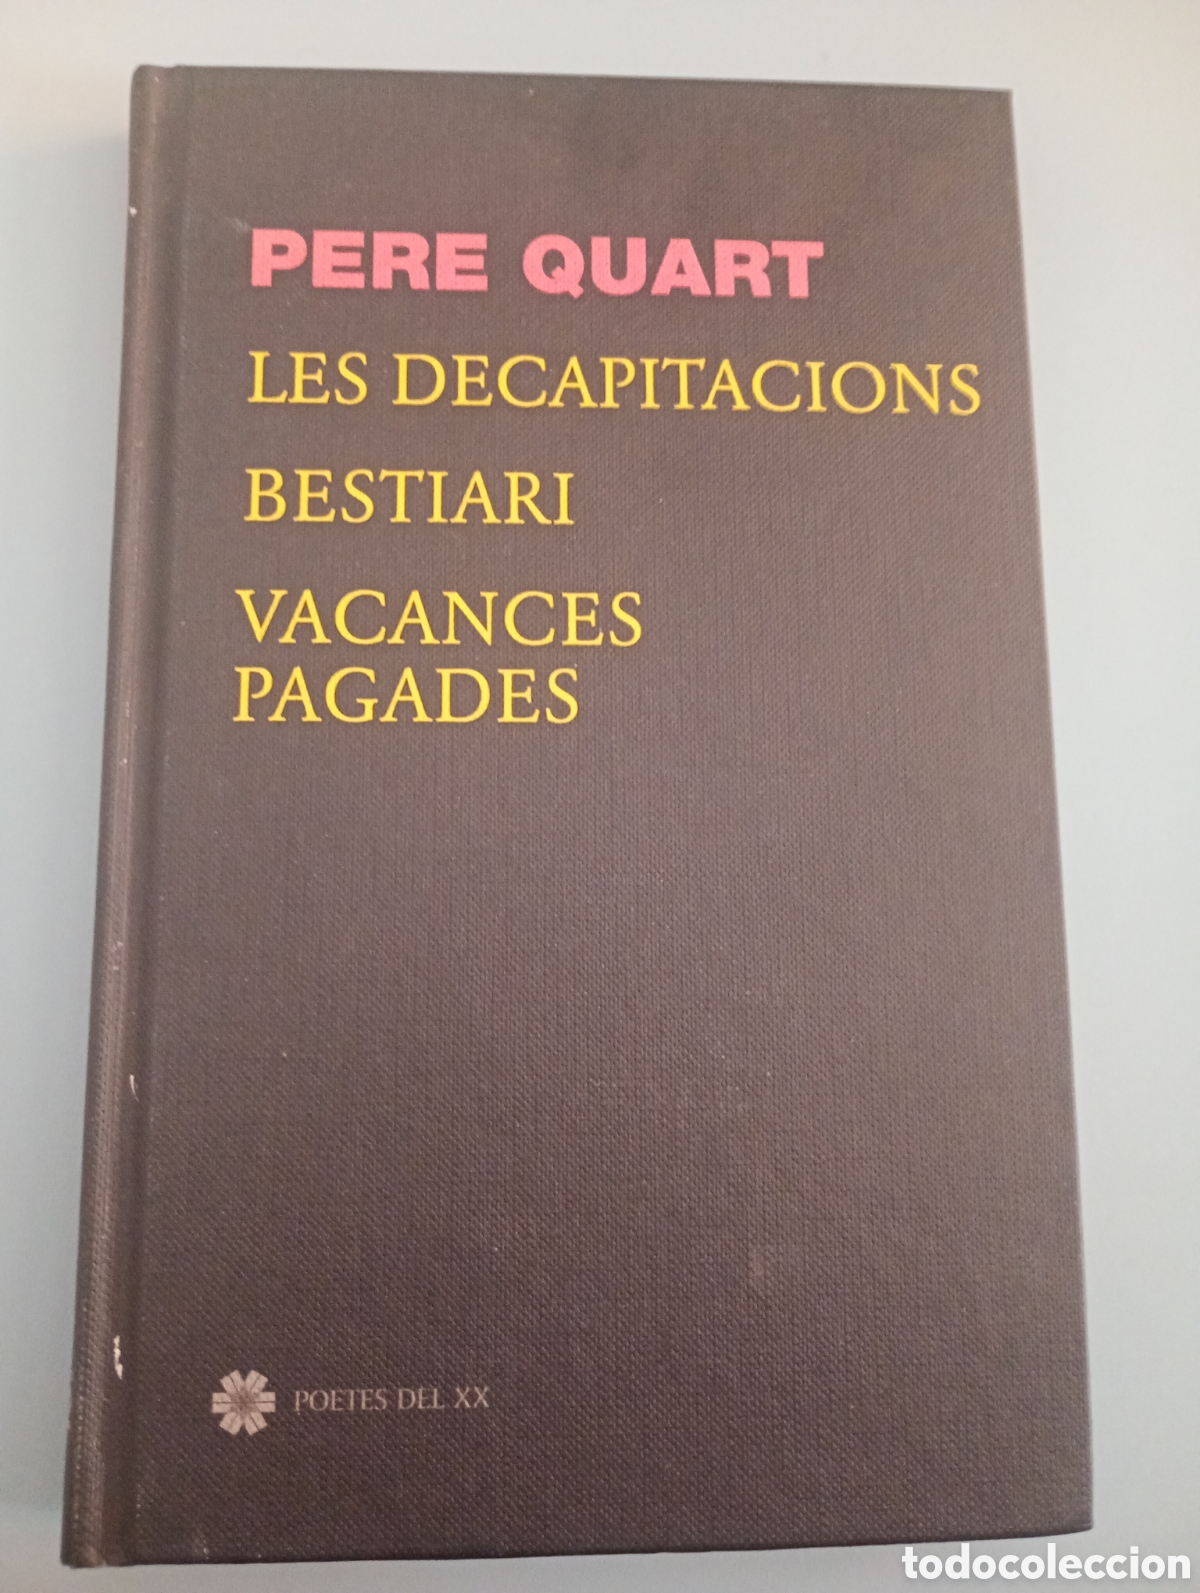 PERE QUART
LES DECAPITACIONS
BESTIARI
VACANCES
PAGADES
POETES DEL XX
todocoleccion